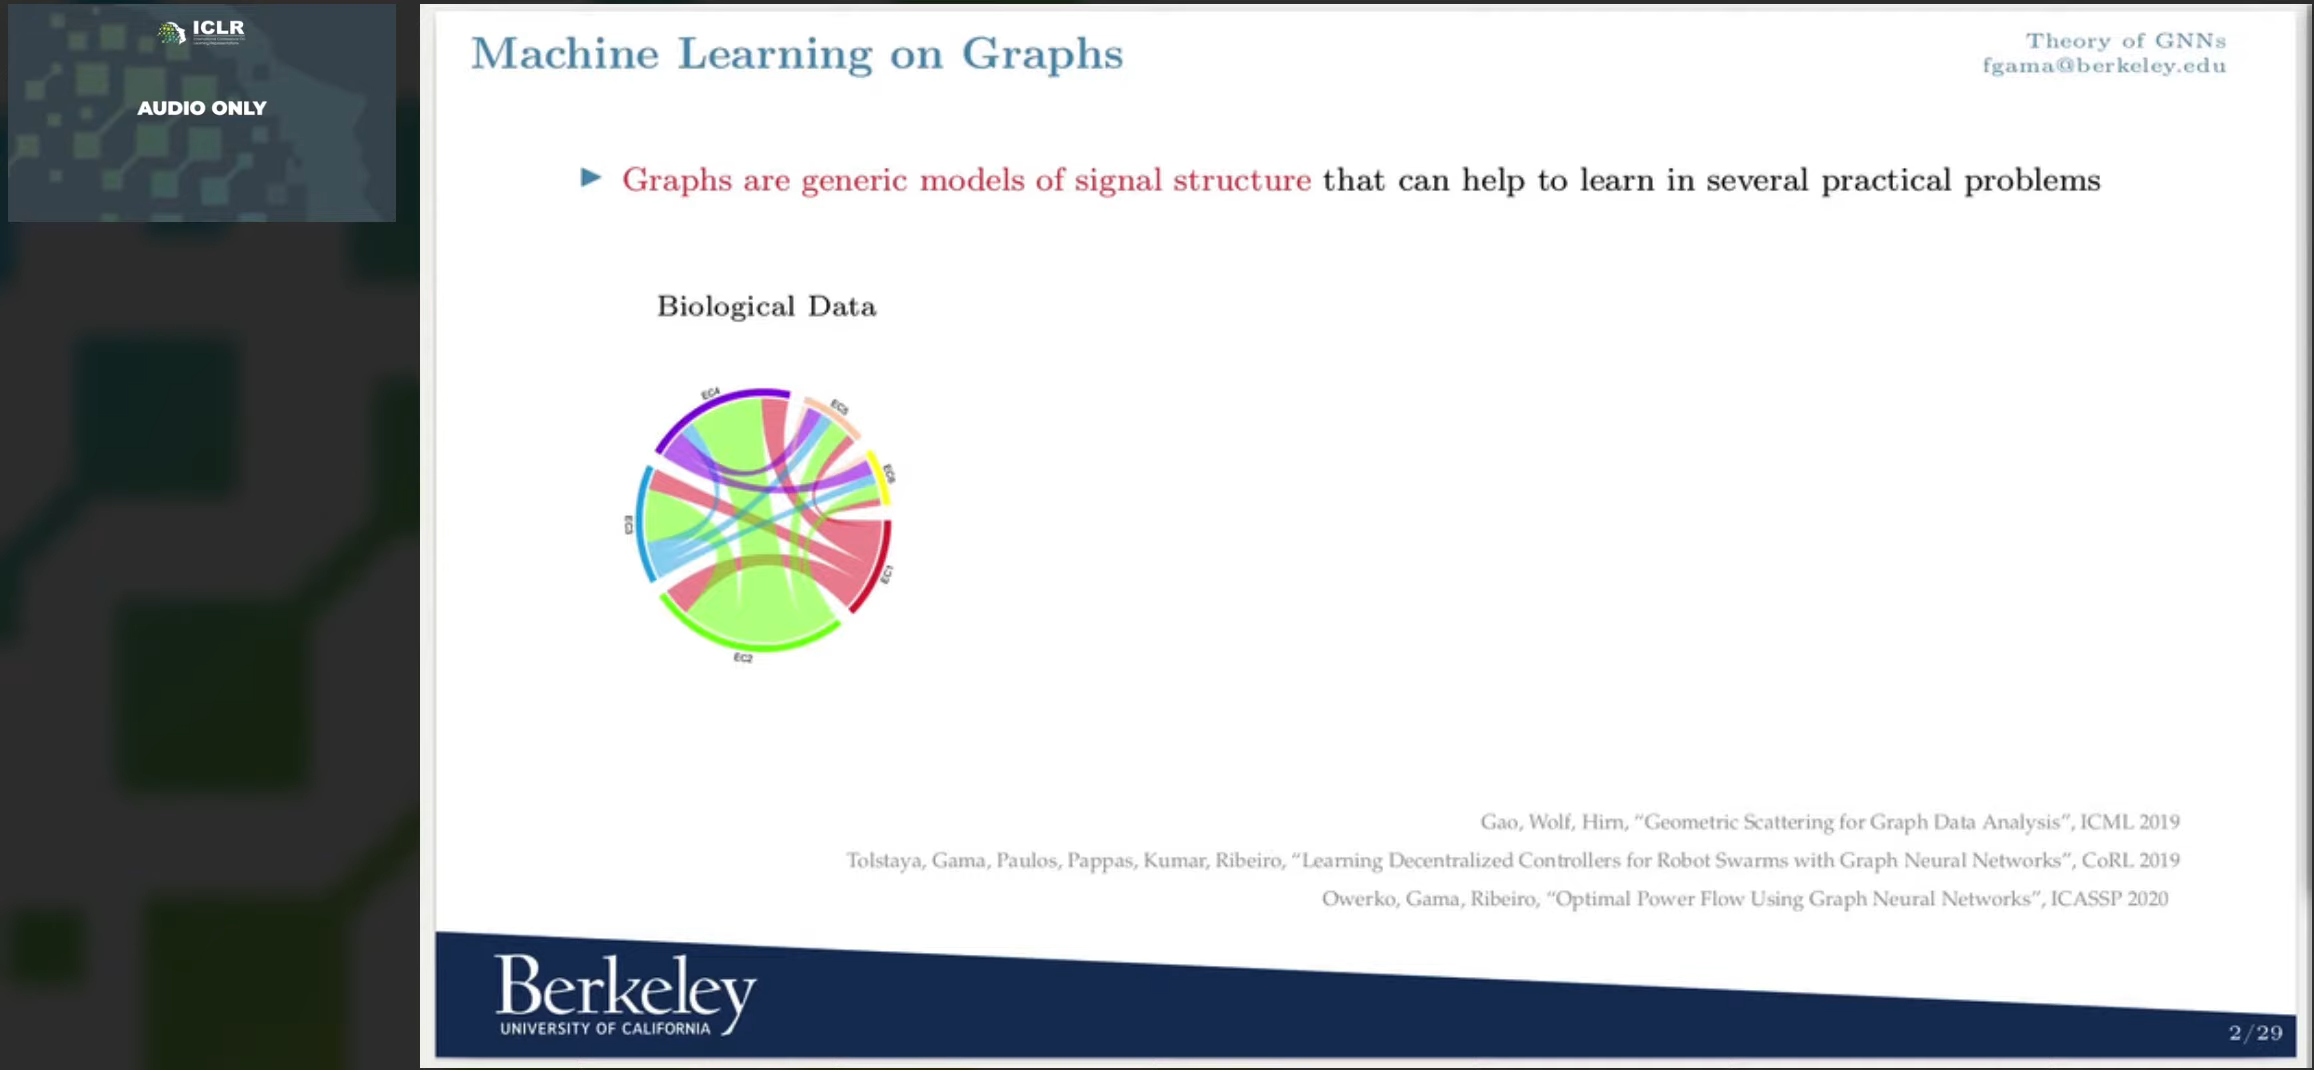 ICLR
AUDIO ONLY
Machine Learning on Graphs
Theory of GNNs
fgama@berkeley.edu
Graphs are generic models of signal structure that can help to learn in several practical problems
Biological Data
EC4
EC5
EC6
EC3
EC1
EC2
Gao, Wolf, Hirn, “Geometric Scattering for Graph Data Analysis”, ICML 2019
Tolstaya, Gama, Paulos, Pappas, Kumar, Ribeiro, “Learning Decentralized Controllers for Robot Swarms with Graph Neural Networks”, CoRL 2019
Owerko, Gama, Ribeiro, “Optimal Power Flow Using Graph Neural Networks”, ICASSP 2020
Berkeley
UNIVERSITY OF CALIFORNIA
2/29